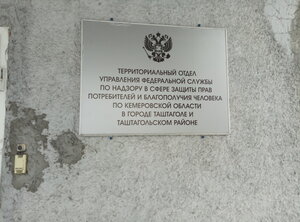 ТЕРРИТОРИАЛЬНЫЙ ОТДЕЛ
УПРАВЛЕНИЯ ФЕДЕРАЛЬНОЙ СЛУЖБЫ
ПО НАДЗОРУ В СФЕРЕ ЗАЩИТЫ ПРАВ
ПОТРЕБИТЕЛЕЙ И БЛАГОПОЛУЧИЯ ЧЕЛОВЕКА
ПО КЕМЕРОВСКОЙ ОБЛАСТИ
В ГОРОДЕ ТАШТАГОЛЕ И
ТАШТАГОЛЬСКОМ РАЙОНЕ